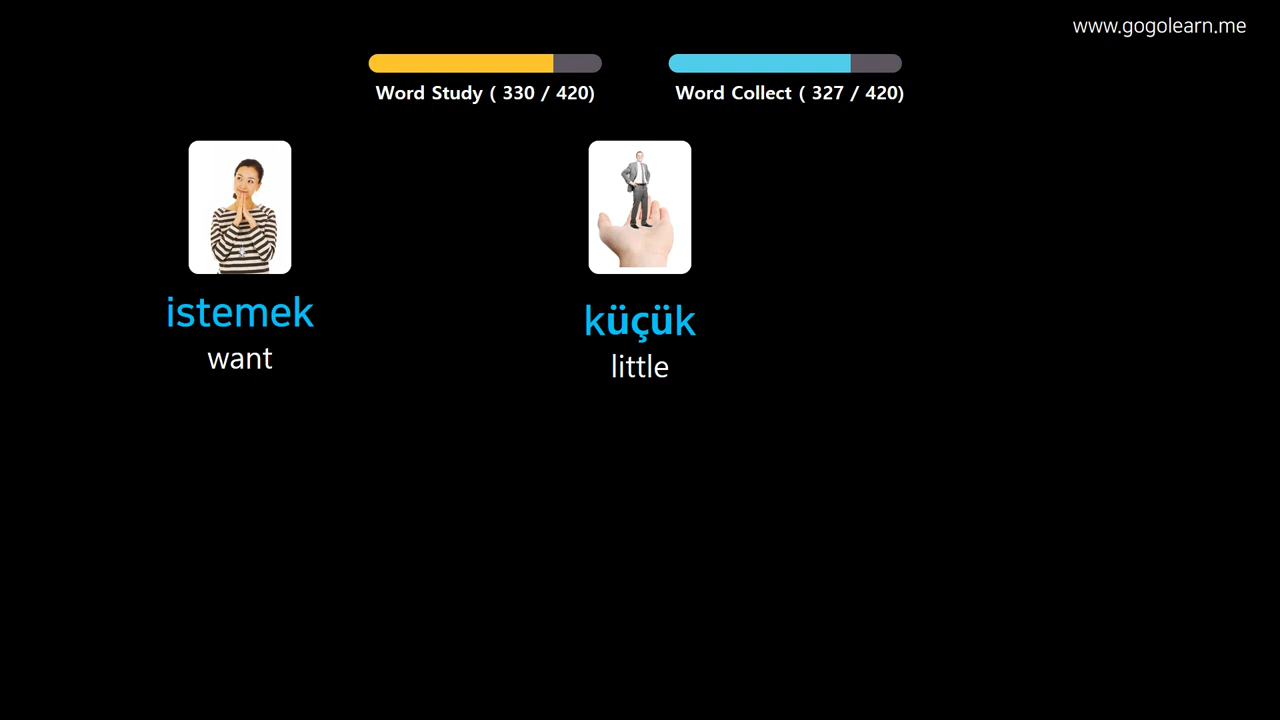 www.gogolearn.me
Word Study ( 330 / 420)
Word Collect ( 327 / 420)
istemek
want
küçük
little